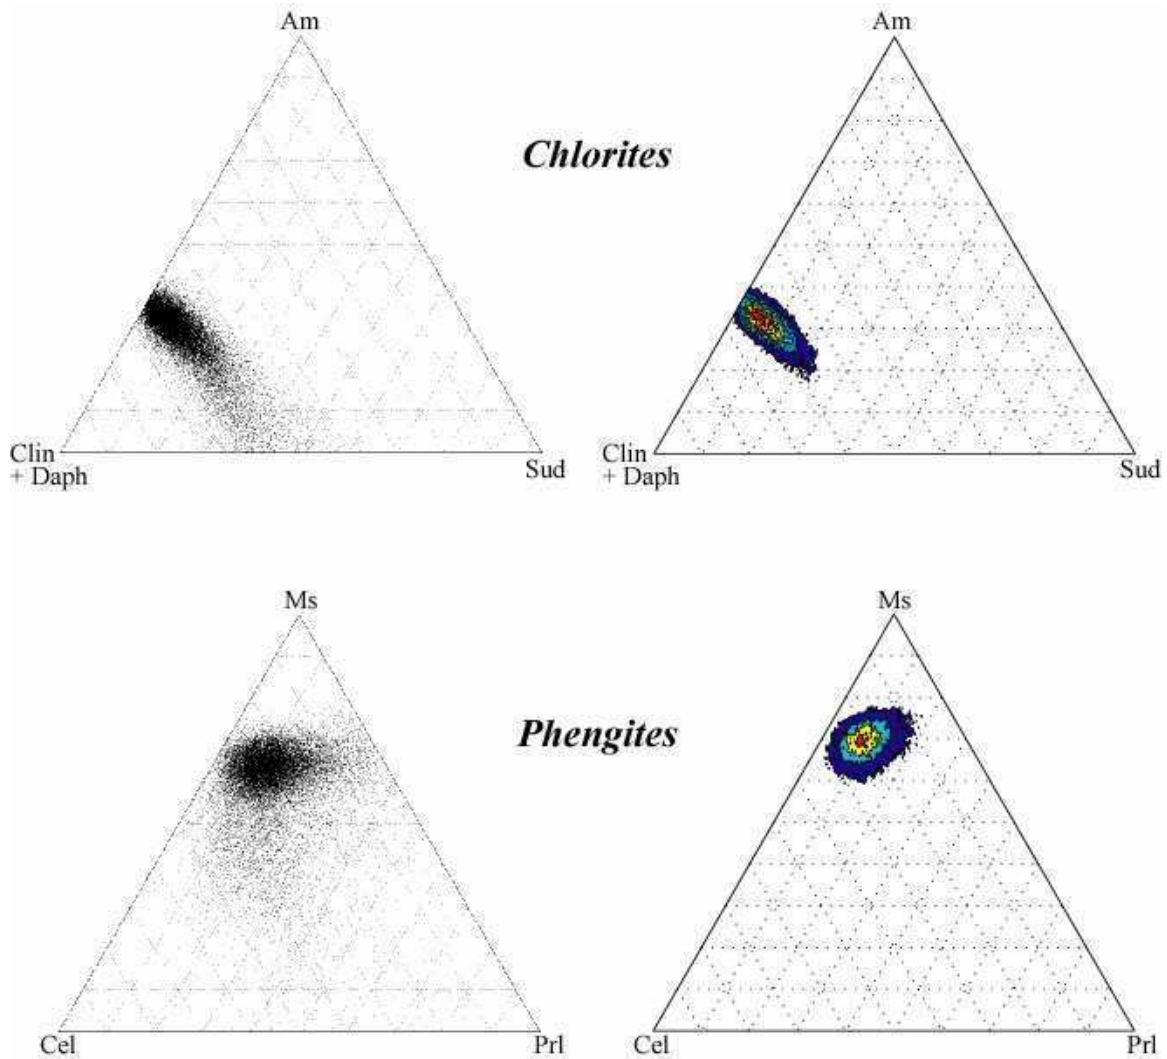 Am
Am
Chlorites
Clin
+ Daph
Sud
Clin
+ Daph
Sud
Ms
Ms
Phengites
Cel
Prl
Cel
Prl